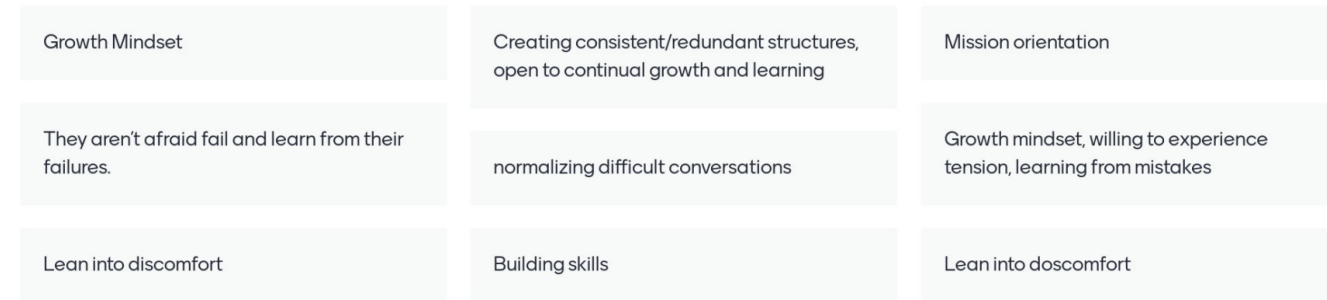 Growth Mindset
They aren't afraid fail and learn from their
failures.
Lean into discomfort
Creating consistent/redundant structures,
open to continual growth and learning
normalizing difficult conversations
Building skills
Mission orientation
Growth mindset, willing to experience
tension, learning from mistakes
Lean into doscomfort